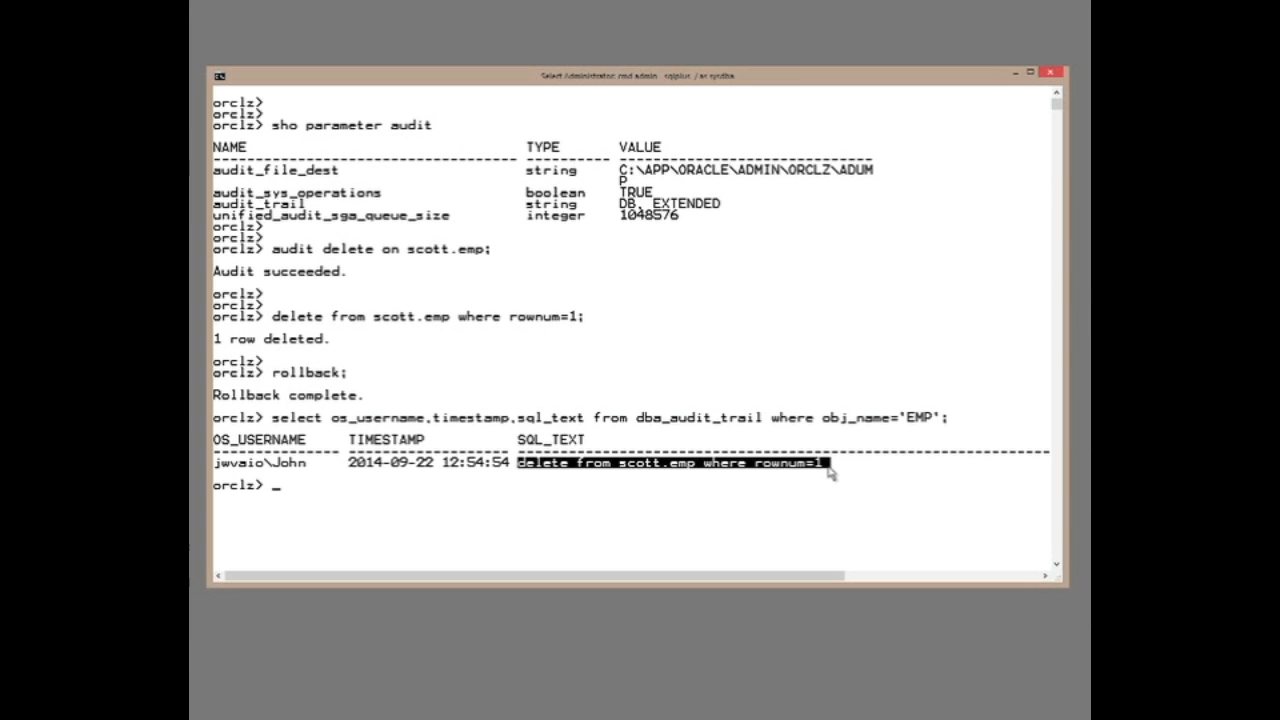 Select Administrator: cmd admin - sqlplus / as sysdba
orclz>
orclz>
orclz> sho parameter audit
NAME TYPE VALUE
------------------------------------ ----------- ------------------------------
audit_file_dest string C:\APP\ORACLE\ADMIN\ORCLZ\ADUM
P
audit_sys_operations boolean TRUE
audit_trail string DB, EXTENDED
unified_audit_sga_queue_size integer 1048576
orclz>
orclz>
orclz> audit delete on scott.emp;
Audit succeeded.
orclz>
orclz>
orclz> delete from scott.emp where rownum=1;
1 row deleted.
orclz>
orclz> rollback;
Rollback complete.
orclz> select os_username,timestamp,sql_text from dba_audit_trail where obj_name='EMP';
OS_USERNAME TIMESTAMP SQL_TEXT
--------------- ------------------- ----------------------------------------------------------------
jwvaio\John 2014-09-22 12:54:54 delete from scott.emp where rownum=1
orclz> _